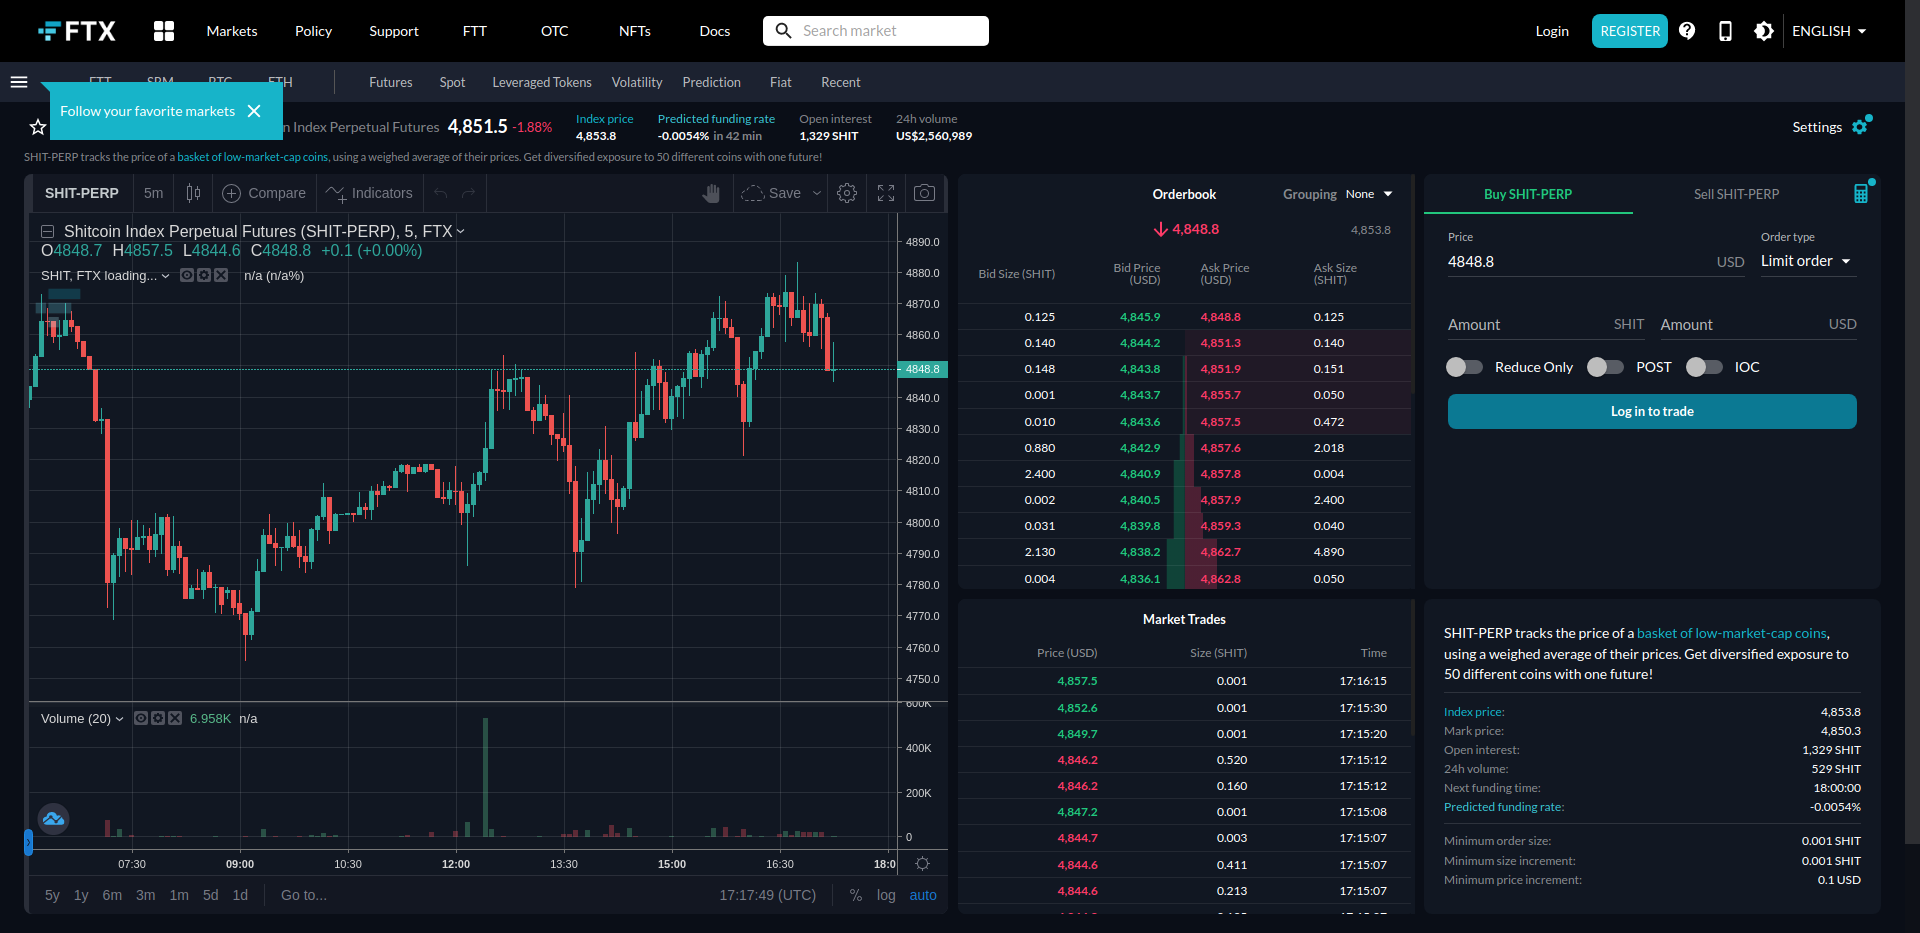 FTX Markets Policy Support FTT OTC NFTs Docs Search market Login REGISTER ENGLISH
FTT SRM BTC ETH Futures Spot Leveraged Tokens Volatility Prediction Fiat Recent
Follow your favorite markets
n Index Perpetual Futures 4,851.5 -1.88%
Index price
4,853.8
Predicted funding rate
-0.0054% in 42 min
Open interest
1,329 SHIT
24h volume
US$2,560,989
Settings
SHIT-PERP tracks the price of a basket of low-market-cap coins, using a weighed average of their prices. Get diversified exposure to 50 different coins with one future!
SHIT-PERP 5m Compare Indicators Save
Shitcoin Index Perpetual Futures (SHIT-PERP), 5, FTX
O4848.7 H4857.5 L4844.6 C4848.8 +0.1 (+0.00%)
SHIT, FTX loading... n/a (n/a%)
4890.0
4880.0
4870.0
4860.0
4848.8
4840.0
4830.0
4820.0
4810.0
4800.0
4790.0
4780.0
4770.0
4760.0
4750.0
Volume (20) 6.958K n/a
600K
400K
200K
0
07:30 09:00 10:30 12:00 13:30 15:00 16:30 18:0
5y 1y 6m 3m 1m 5d 1d Go to... 17:17:49 (UTC) % log auto
Orderbook Grouping None
4,848.8 4,853.8
Bid Size (SHIT) Bid Price (USD) Ask Price (USD) Ask Size (SHIT)
0.125 4,845.9 4,848.8 0.125
0.140 4,844.2 4,851.3 0.140
0.148 4,843.8 4,851.9 0.151
0.001 4,843.7 4,855.7 0.050
0.010 4,843.6 4,857.5 0.472
0.880 4,842.9 4,857.6 2.018
2.400 4,840.9 4,857.8 0.004
0.002 4,840.5 4,857.9 2.400
0.031 4,839.8 4,859.3 0.040
2.130 4,838.2 4,862.7 4.890
0.004 4,836.1 4,862.8 0.050
Market Trades
Price (USD) Size (SHIT) Time
4,857.5 0.001 17:16:15
4,852.6 0.001 17:15:30
4,849.7 0.001 17:15:20
4,846.2 0.520 17:15:12
4,846.2 0.160 17:15:12
4,847.2 0.001 17:15:08
4,844.7 0.003 17:15:07
4,844.6 0.411 17:15:07
4,844.6 0.213 17:15:07
Buy SHIT-PERP Sell SHIT-PERP
Price Order type
4848.8 USD Limit order
Amount SHIT Amount USD
Reduce Only POST IOC
Log in to trade
SHIT-PERP tracks the price of a basket of low-market-cap coins,
using a weighed average of their prices. Get diversified exposure to
50 different coins with one future!
Index price: 4,853.8
Mark price: 4,850.3
Open interest: 1,329 SHIT
24h volume: 529 SHIT
Next funding time: 18:00:00
Predicted funding rate: -0.0054%
Minimum order size: 0.001 SHIT
Minimum size increment: 0.001 SHIT
Minimum price increment: 0.1 USD